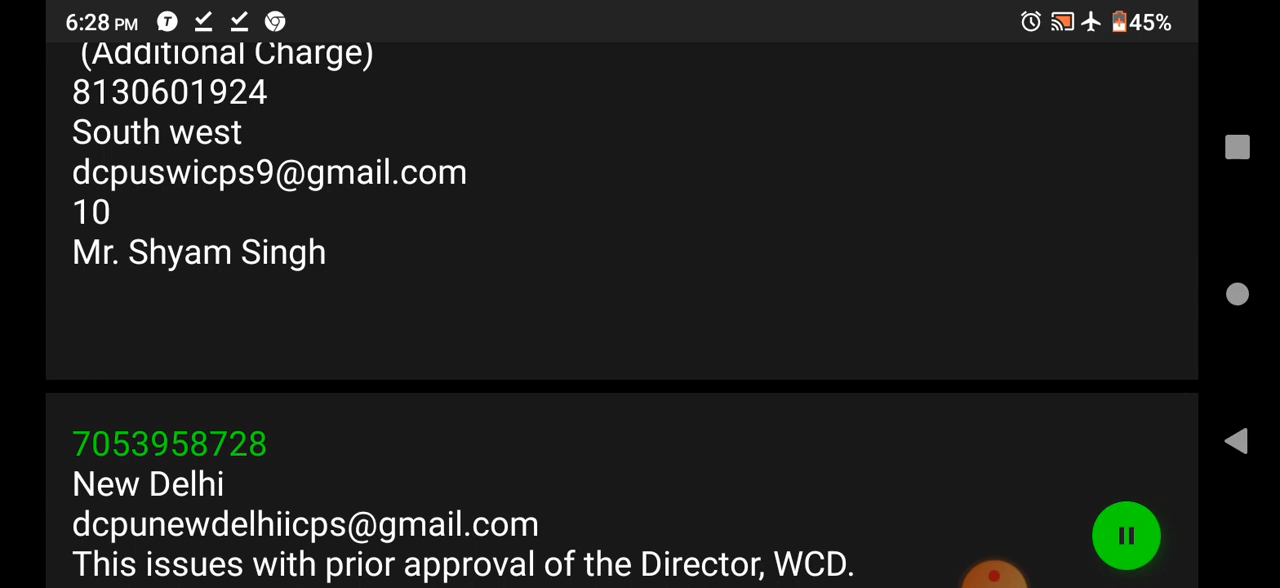 6:28 PM
45%
(Additional Charge)
8130601924
South west
dcpuswicps9@gmail.com
10
Mr. Shyam Singh
7053958728
New Delhi
dcpunewdelhiicps@gmail.com
This issues with prior approval of the Director, WCD.